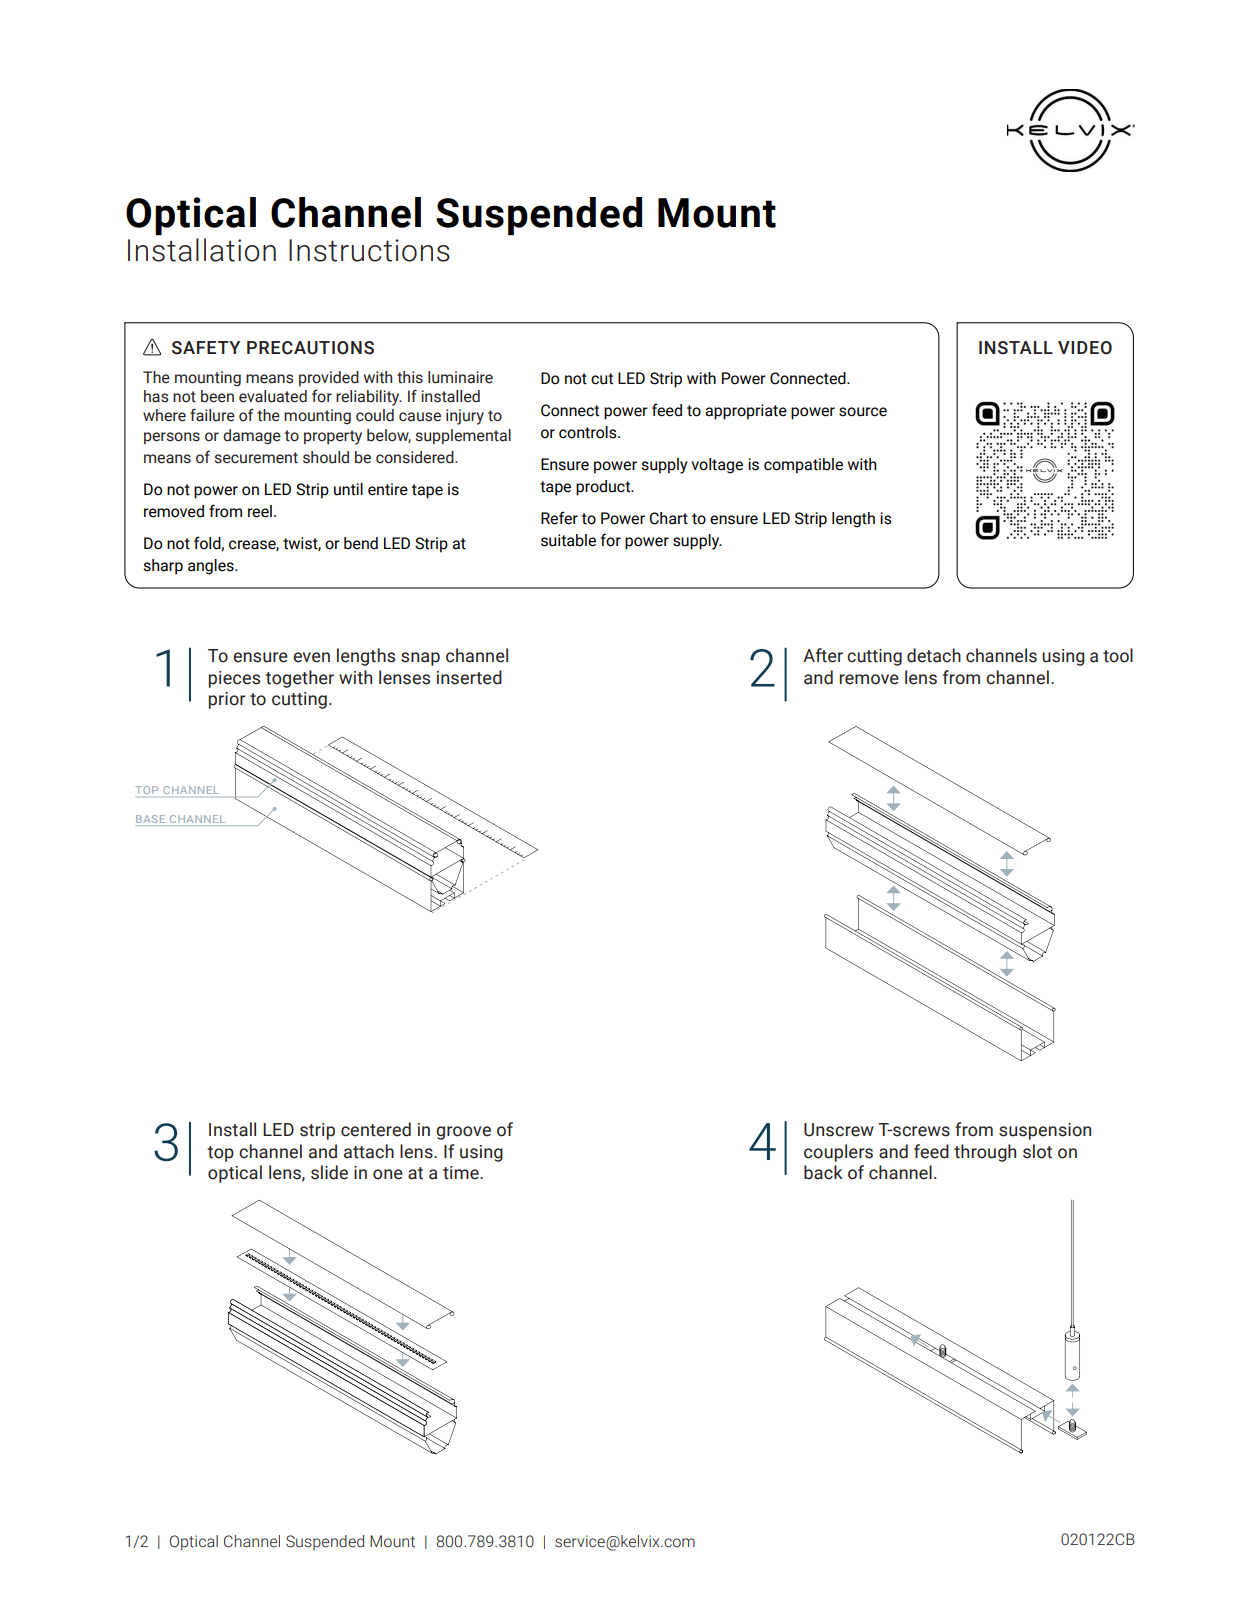 KELVIX
Optical Channel Suspended Mount
Installation Instructions
SAFETY PRECAUTIONS
The mounting means provided with this luminaire
has not been evaluated for reliability. If installed
where failure of the mounting could cause injury to
persons or damage to property below, supplemental
means of securement should be considered.
Do not power on LED Strip until entire tape is
removed from reel.
Do not fold, crease, twist, or bend LED Strip at
sharp angles.
Do not cut LED Strip with Power Connected.
Connect power feed to appropriate power source
or controls.
Ensure power supply voltage is compatible with
tape product.
Refer to Power Chart to ensure LED Strip length is
suitable for power supply.
INSTALL VIDEO
KELVIX
1
To ensure even lengths snap channel
pieces together with lenses inserted
prior to cutting.
TOP CHANNEL
BASE CHANNEL
2
After cutting detach channels using a tool
and remove lens from channel.
3
Install LED strip centered in groove of
top channel and attach lens. If using
optical lens, slide in one at a time.
4
Unscrew T-screws from suspension
couplers and feed through slot on
back of channel.
1/2 | Optical Channel Suspended Mount | 800.789.3810 | service@kelvix.com
020122CB